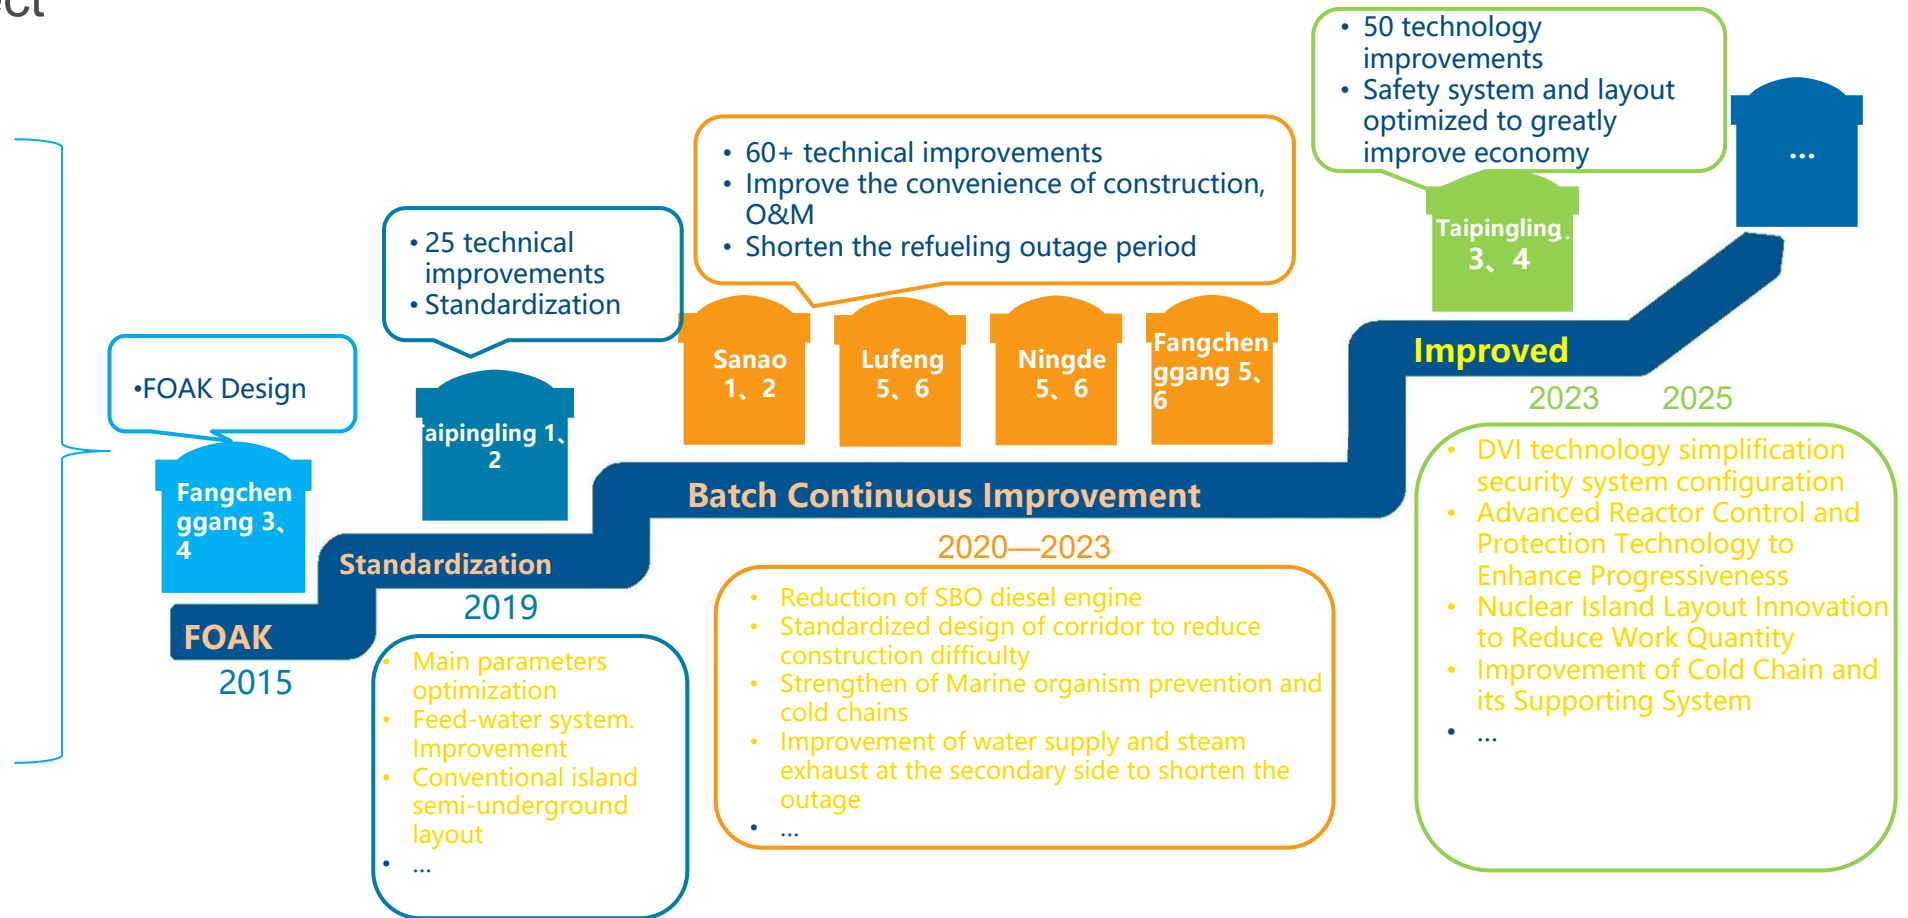 •FOAK Design
Fangchen
ggang 3、
4
FOAK
2015
• 25 technical
improvements
• Standardization
aipingling 1、
2
Standardization
2019
• Main parameters
optimization
• Feed-water system.
Improvement
• Conventional island
semi-underground
layout
• ...
• 60+ technical improvements
• Improve the convenience of construction,
O&M
• Shorten the refueling outage period
Sanao
1、2
Lufeng
5、6
Ningde
5、6
Fangchen
ggang 5、
6
Batch Continuous Improvement
2020—2023
• Reduction of SBO diesel engine
• Standardized design of corridor to reduce
construction difficulty
• Strengthen of Marine organism prevention and
cold chains
• Improvement of water supply and steam
exhaust at the secondary side to shorten the
outage
• ...
• 50 technology
improvements
• Safety system and layout
optimized to greatly
improve economy
Taipingling..
3、4
...
Improved
2023 2025
• DVI technology simplification
security system configuration
• Advanced Reactor Control and
Protection Technology to
Enhance Progressiveness
• Nuclear Island Layout Innovation
to Reduce Work Quantity
• Improvement of Cold Chain and
its Supporting System
• ...